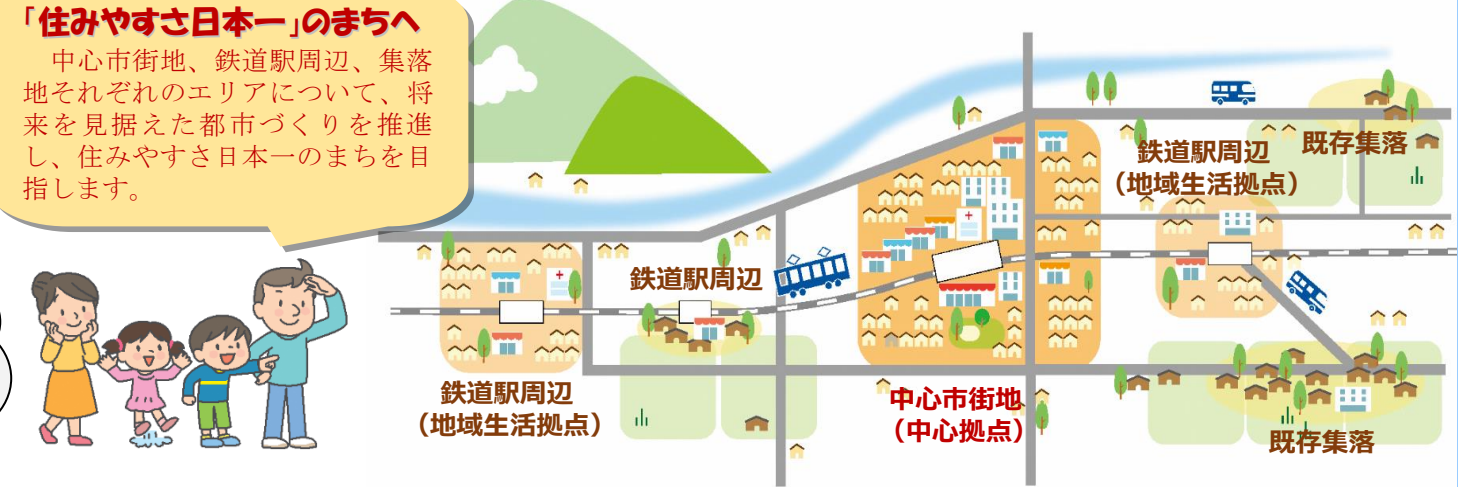 「住みやすさ日本一」のまちへ
中心市街地、鉄道駅周辺、集落
地それぞれのエリアについて、将
来を見据えた都市づくりを推進
し、住みやすさ日本一のまちを目
指します。
鉄道駅周辺
（地域生活拠点）
既存集落
鉄道駅周辺
鉄道駅周辺
（地域生活拠点）
中心市街地
（中心拠点）
既存集落